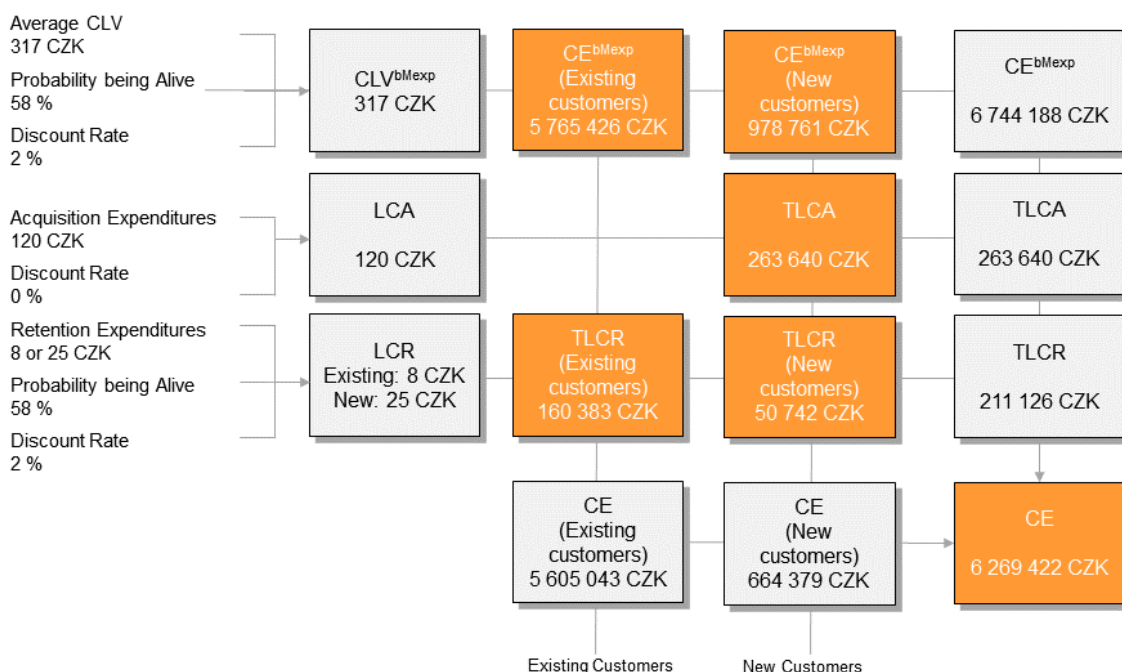 Average CLV
317 CZK
Probability being Alive
58 %
Discount Rate
2 %
CLVbMexp
317 CZK
CEbMexp
(Existing
customers)
5 765 426 CZK
CEbMexp
(New
customers)
978 761 CZK
CEbMexp
6 744 188 CZK
Acquisition Expenditures
120 CZK
Discount Rate
0 %
LCA
120 CZK
TLCA
263 640 CZK
TLCA
263 640 CZK
Retention Expenditures
8 or 25 CZK
Probability being Alive
58 %
Discount Rate
2 %
LCR
Existing: 8 CZK
New: 25 CZK
TLCR
(Existing
customers)
160 383 CZK
TLCR
(New
customers)
50 742 CZK
TLCR
211 126 CZK
CE
(Existing
customers)
5 605 043 CZK
CE
(New
customers)
664 379 CZK
CE
6 269 422 CZK
Existing Customers
New Customers